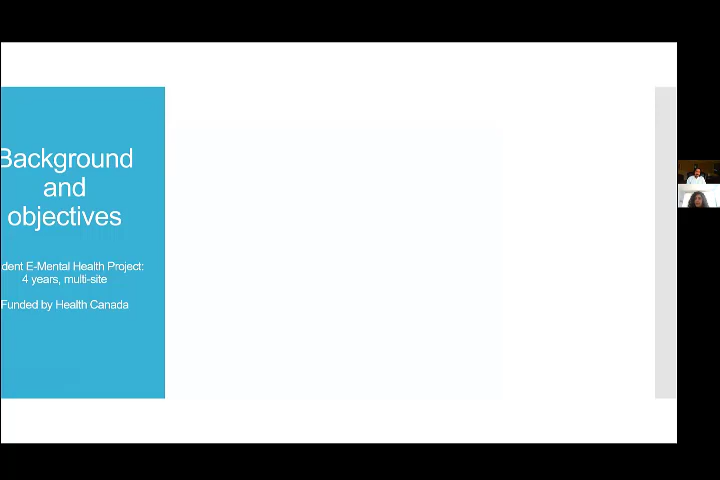 Background
and
objectives
dent E-Mental Health Project:
4 years, multi-site
Funded by Health Canada